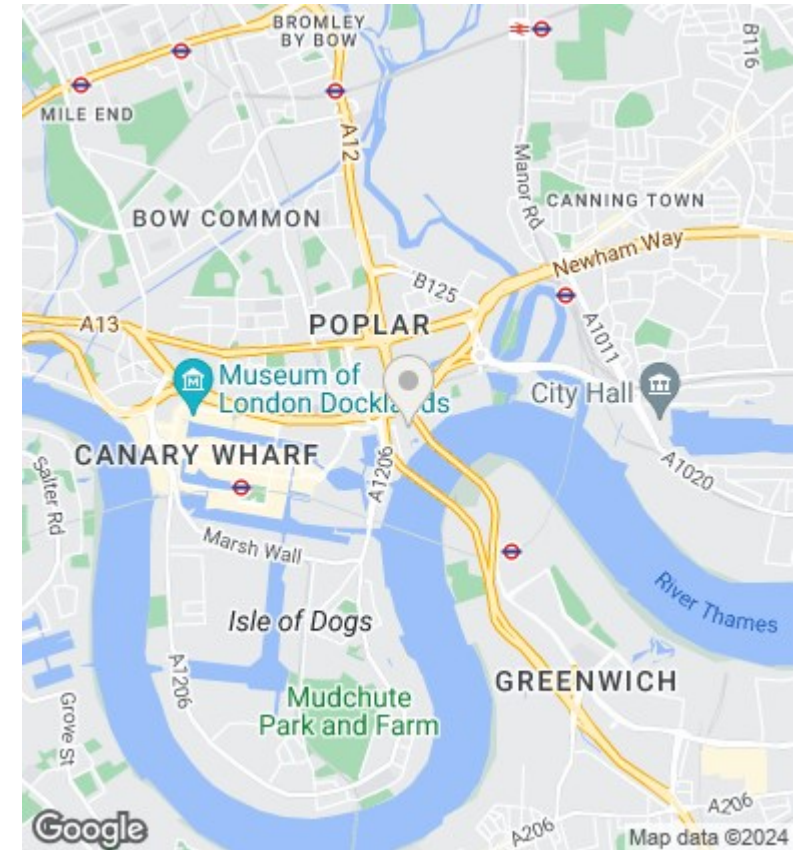 BROMLEY
BY BOW
B116
MILE END
A12
Manor Rd
CANNING TOWN
BOW COMMON
Newham Way
B125
A13
POPLAR
A1011
Museum of
London Docklands
City Hall
CANARY WHARF
A1206
A1020
Salter Rd
Marsh Wall
River Thames
Isle of Dogs
A1206
GREENWICH
Grove St
Mudchute
Park and Farm
A206
A206
Google
Map data ©2024